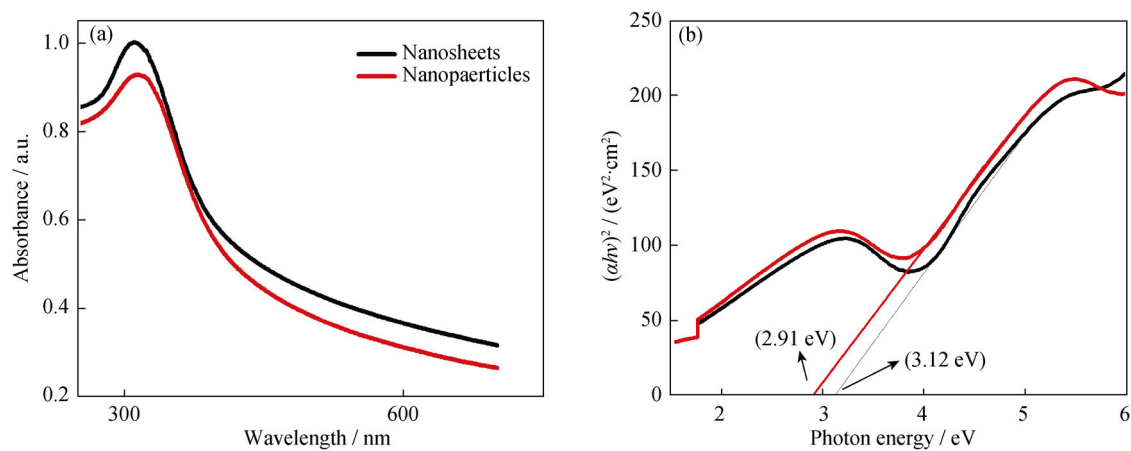 (a)
Nanosheets
Nanopaerticles
1.0
0.8
0.6
0.4
0.2
Absorbance / a.u.
300
600
Wavelength / nm
(b)
250
200
150
100
50
0
(αhν)² / (eV²·cm²)
(2.91 eV)
(3.12 eV)
2
3
4
5
6
Photon energy / eV